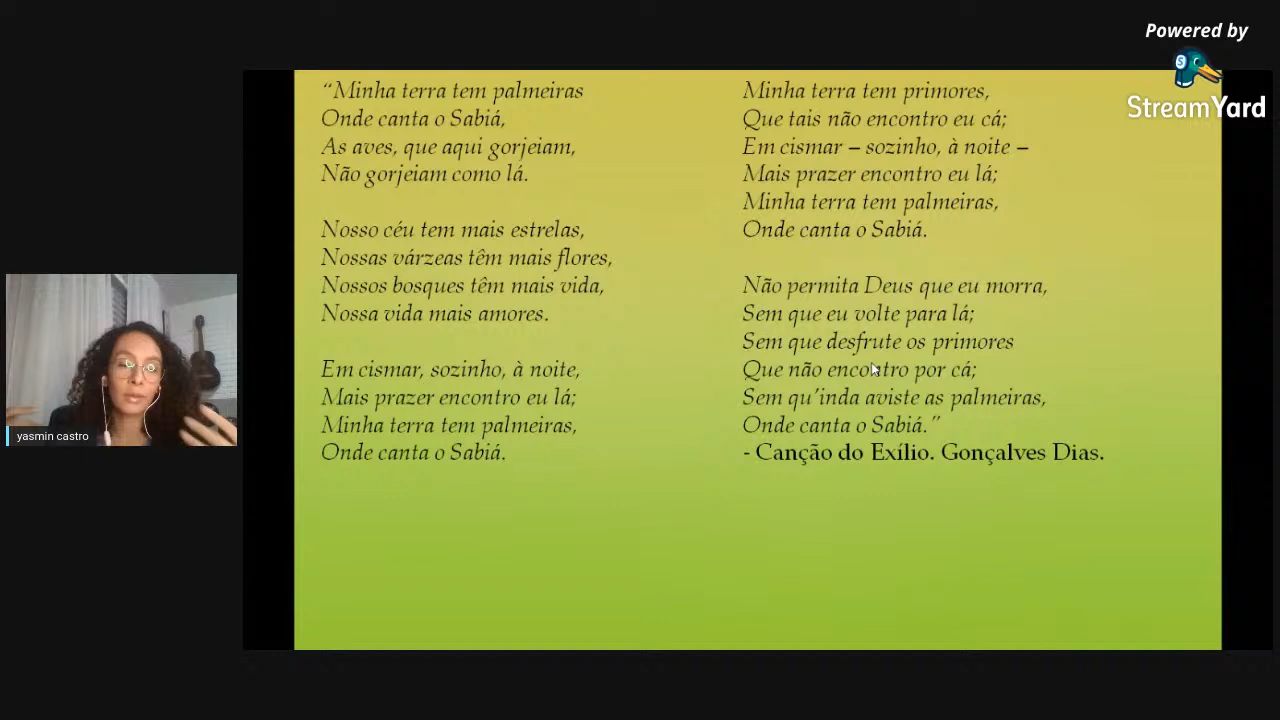 Powered by
StreamYard
“Minha terra tem palmeiras
Onde canta o Sabiá,
As aves, que aqui gorjeiam,
Não gorjeiam como lá.
Nosso céu tem mais estrelas,
Nossas várzeas têm mais flores,
Nossos bosques têm mais vida,
Nossa vida mais amores.
Em cismar, sozinho, à noite,
Mais prazer encontro eu lá;
Minha terra tem palmeiras,
Onde canta o Sabiá.
Minha terra tem primores,
Que tais não encontro eu cá;
Em cismar – sozinho, à noite –
Mais prazer encontro eu lá;
Minha terra tem palmeiras,
Onde canta o Sabiá.
Não permita Deus que eu morra,
Sem que eu volte para lá;
Sem que desfrute os primores
Que não encontro por cá;
Sem qu’inda aviste as palmeiras,
Onde canta o Sabiá.”
- Canção do Exílio. Gonçalves Dias.
yasmin castro